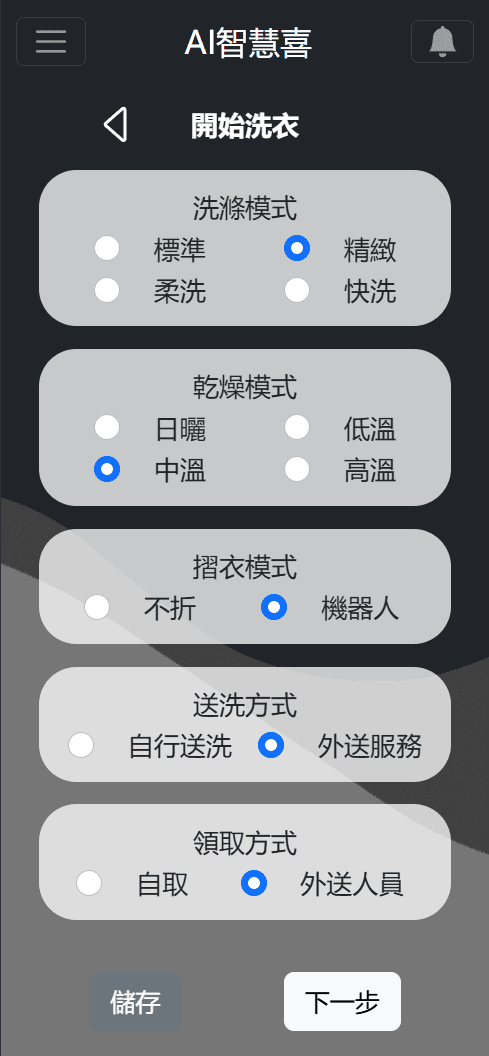 AI智慧喜
開始洗衣
洗滌模式
標準 精緻
柔洗 快洗
乾燥模式
日曬 低溫
中溫 高溫
摺衣模式
不折 機器人
送洗方式
自行送洗 外送服務
領取方式
自取 外送人員
儲存 下一步